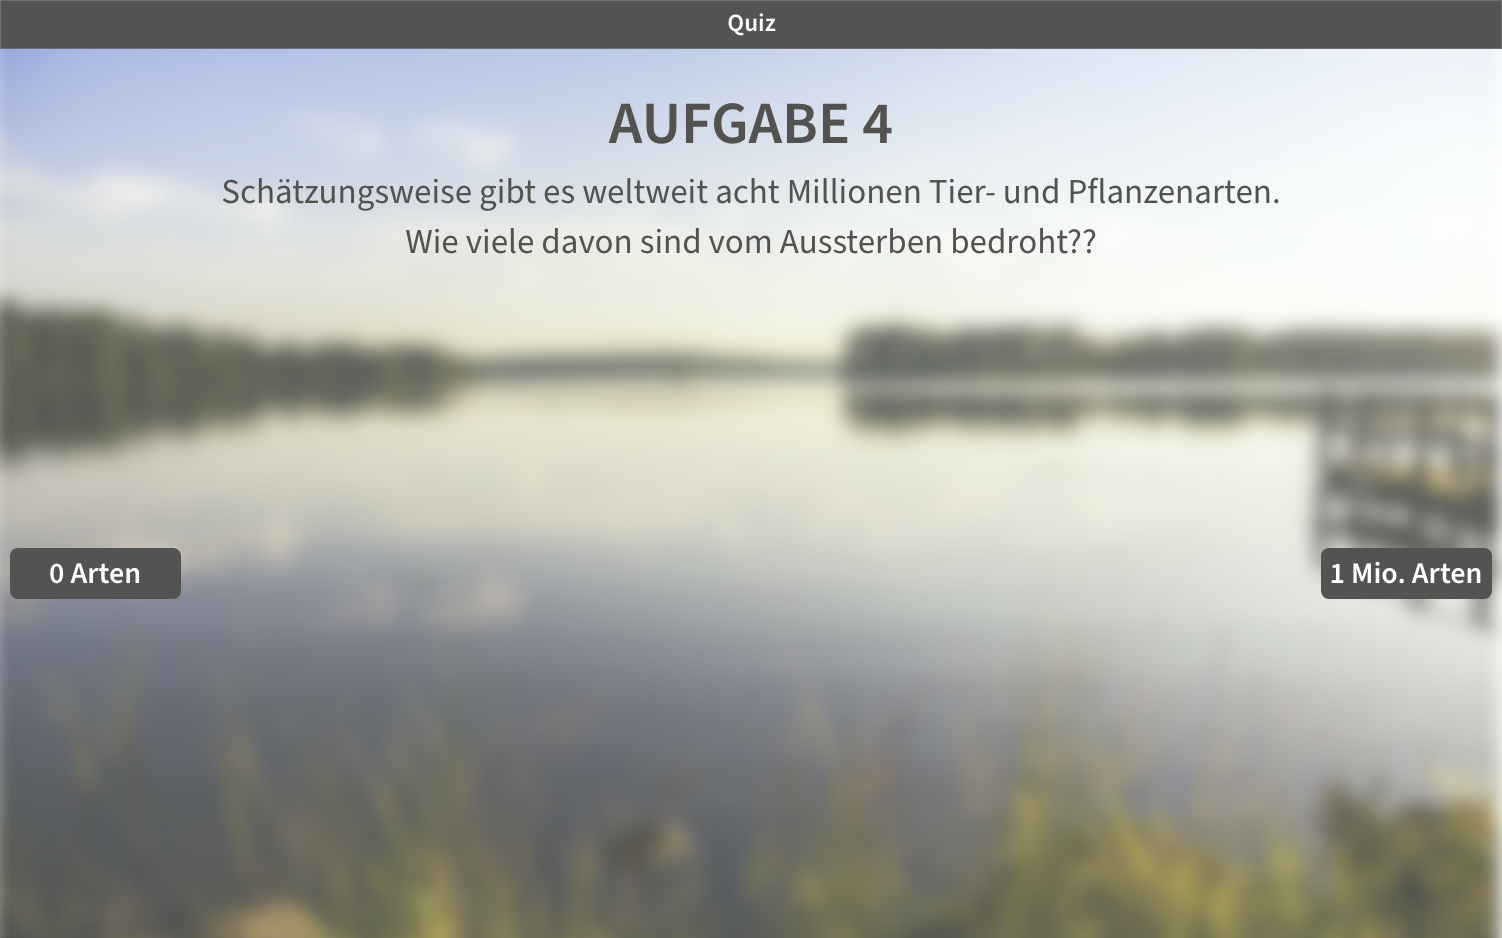 Quiz
AUFGABE 4
Schätzungsweise gibt es weltweit acht Millionen Tier- und Pflanzenarten.
Wie viele davon sind vom Aussterben bedroht??
0 Arten
1 Mio. Arten